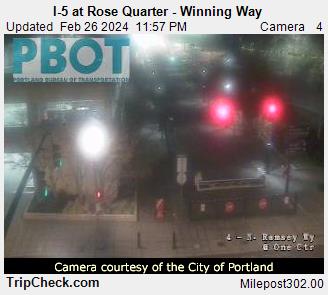 I-5 at Rose Quarter - Winning Way
Updated Feb 26 2024 11:57 PM Camera 4
PBOT
PORTLAND BUREAU OF TRANSPORTATION
4 - N. Ramsey Wy
@ One Ctr
Camera courtesy of the City of Portland
TripCheck.com Milepost302.00